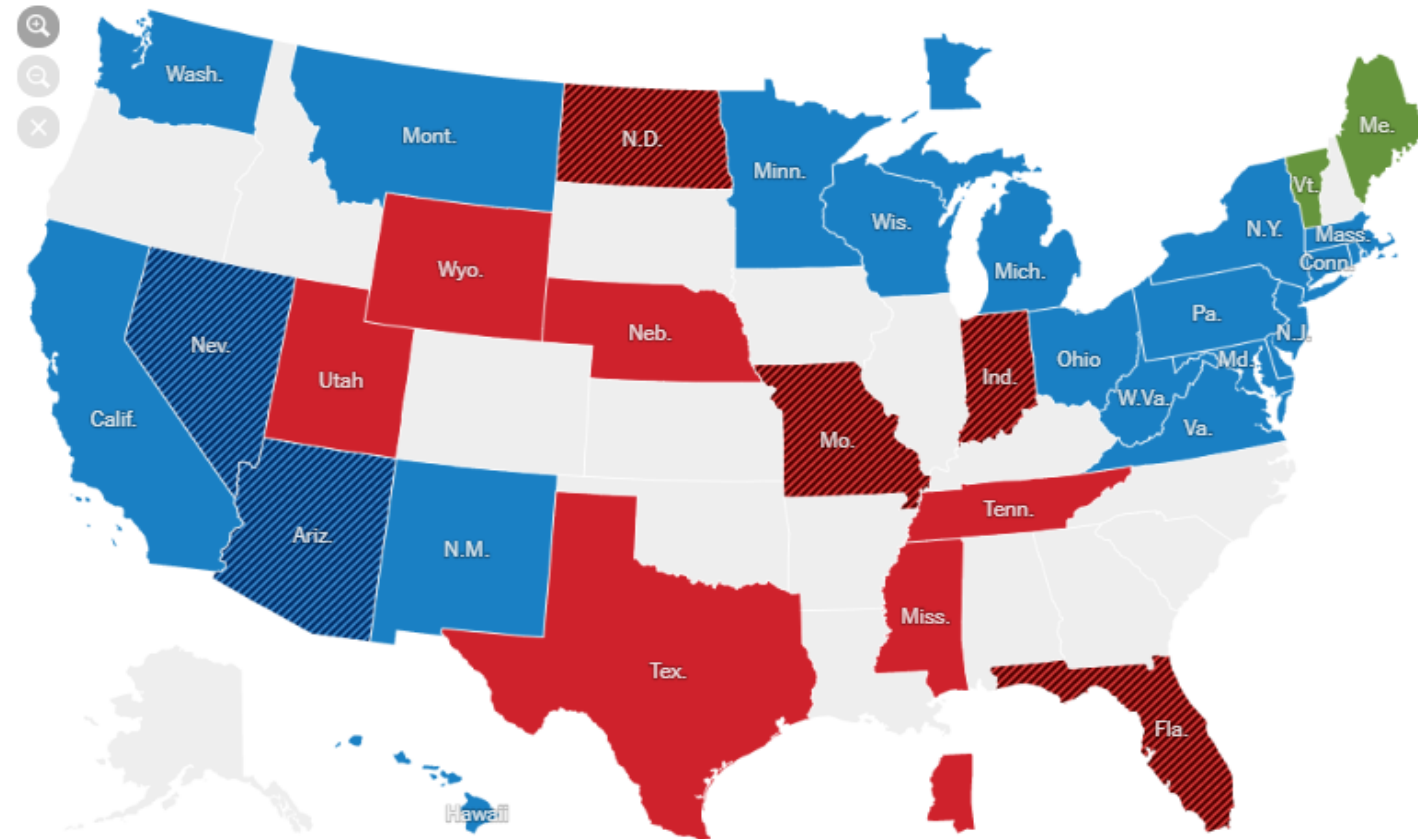 Wash.
Mont.
N.D.
Minn.
Me.
Vt.
Wis.
N.Y.
Mass.
Conn.
Mich.
Wyo.
Pa.
N.J.
Neb.
Nev.
Ohio
Md.
Utah
Ind.
W.Va.
Calif.
Va.
Mo.
Tenn.
Ariz.
N.M.
Miss.
Tex.
Fla.
Hawaii